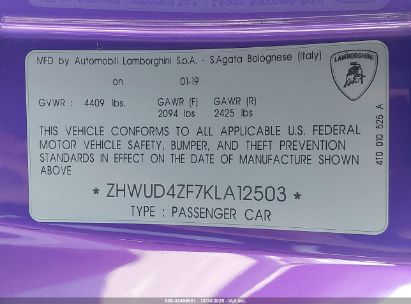 MFD by Automobili Lamborghini S.p.A. - S.Agata Bolognese (Italy)
on 01-19
GVWR : 4409 lbs. GAWR (F) GAWR (R)
2094 lbs 2425 lbs
THIS VEHICLE CONFORMS TO ALL APPLICABLE U.S. FEDERAL
MOTOR VEHICLE SAFETY, BUMPER, AND THEFT PREVENTION
STANDARDS IN EFFECT ON THE DATE OF MANUFACTURE SHOWN
ABOVE
* ZHWUD4ZF7KLA12503 *
TYPE : PASSENGER CAR
LAMBORGHINI
4T0 010 525 A